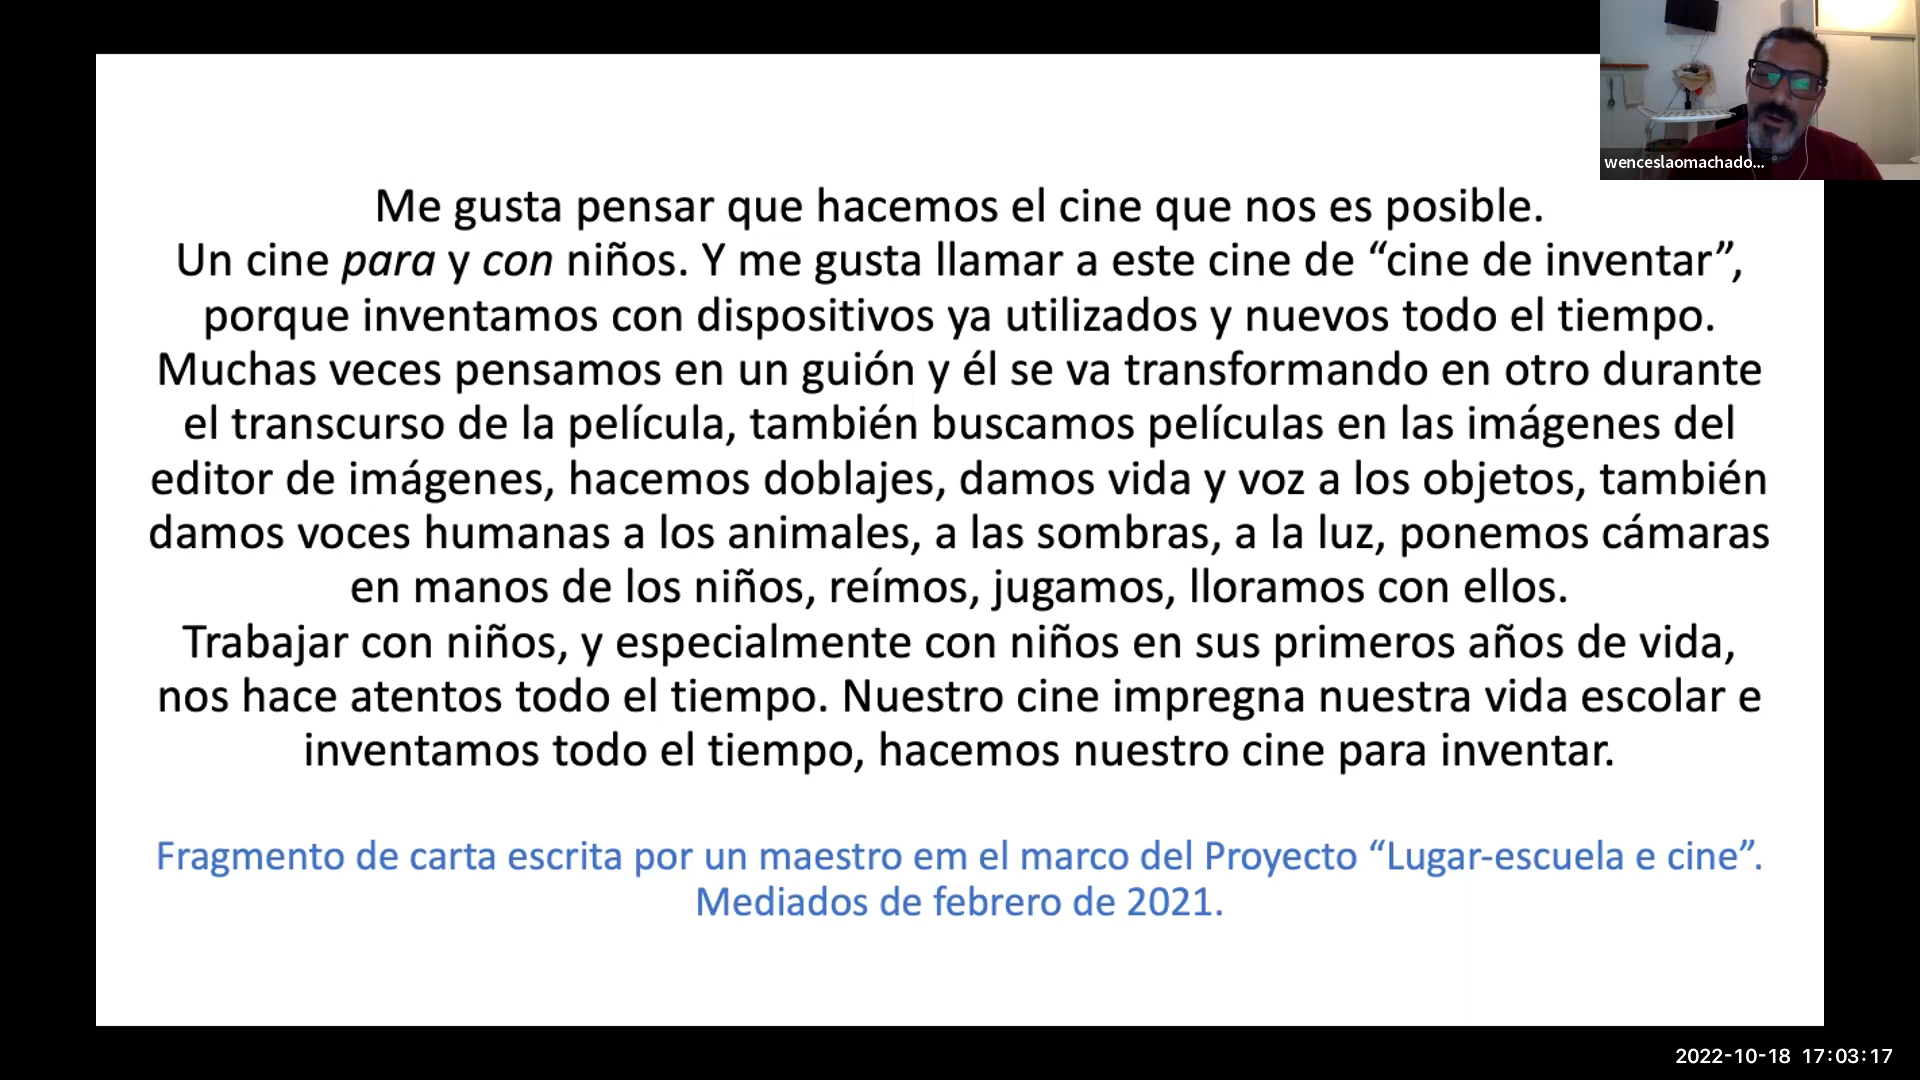 wenceslaomachado...
Me gusta pensar que hacemos el cine que nos es posible.
Un cine para y con niños. Y me gusta llamar a este cine de “cine de inventar”,
porque inventamos con dispositivos ya utilizados y nuevos todo el tiempo.
Muchas veces pensamos en un guión y él se va transformando en otro durante
el transcurso de la película, también buscamos películas en las imágenes del
editor de imágenes, hacemos doblajes, damos vida y voz a los objetos, también
damos voces humanas a los animales, a las sombras, a la luz, ponemos cámaras
en manos de los niños, reímos, jugamos, lloramos con ellos.
Trabajar con niños, y especialmente con niños en sus primeros años de vida,
nos hace atentos todo el tiempo. Nuestro cine impregna nuestra vida escolar e
inventamos todo el tiempo, hacemos nuestro cine para inventar.
Fragmento de carta escrita por un maestro em el marco del Proyecto “Lugar-escuela e cine”.
Mediados de febrero de 2021.
2022-10-18 17:03:17